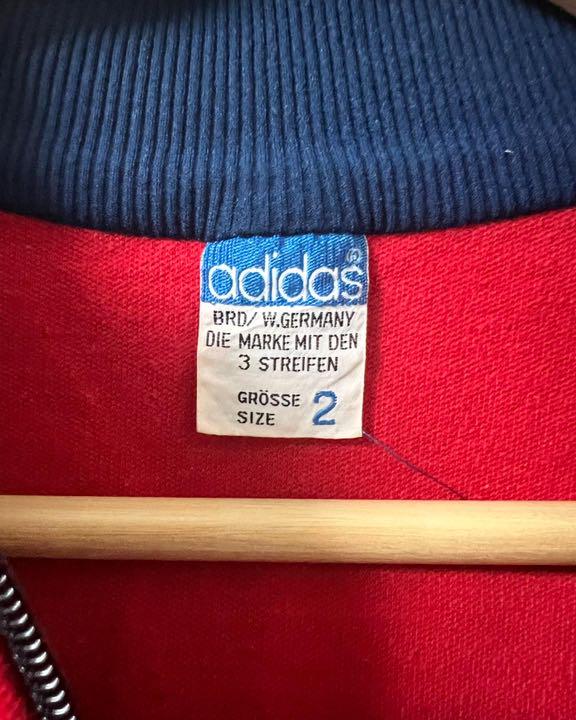 adidas®
BRD/ W.GERMANY
DIE MARKE MIT DEN
3 STREIFEN
GRÖSSE
SIZE 2